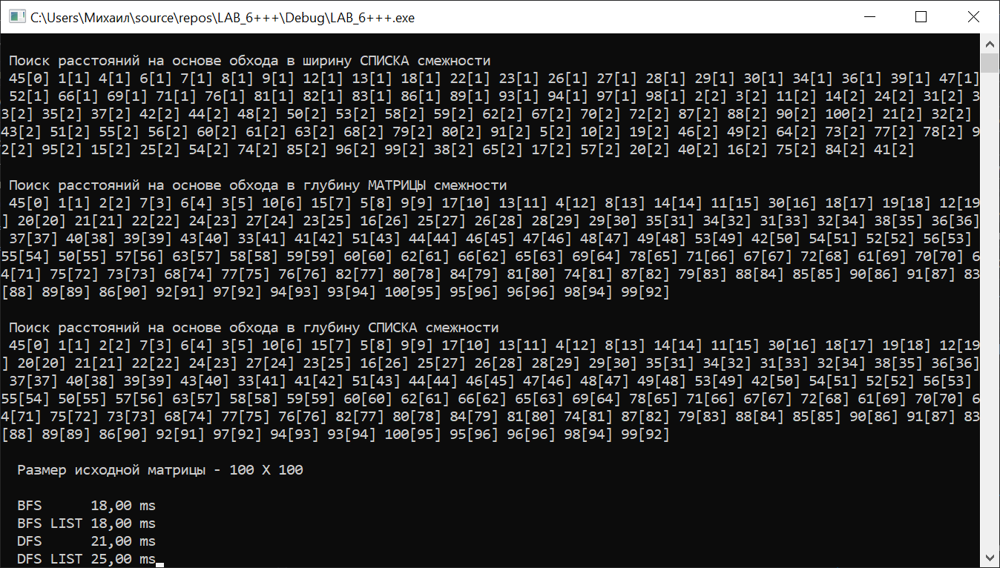 C:\Users\Михаил\source\repos\LAB_6+++\Debug\LAB_6+++.exe
Поиск расстояний на основе обхода в ширину СПИСКА смежности
45[0] 1[1] 4[1] 6[1] 7[1] 8[1] 9[1] 12[1] 13[1] 18[1] 22[1] 23[1] 26[1] 27[1] 28[1] 29[1] 30[1] 34[1] 36[1] 39[1] 47[1]
52[1] 66[1] 69[1] 71[1] 76[1] 81[1] 82[1] 83[1] 86[1] 89[1] 93[1] 94[1] 97[1] 98[1] 2[2] 3[2] 11[2] 14[2] 24[2] 31[2] 3
3[2] 35[2] 37[2] 42[2] 44[2] 48[2] 50[2] 53[2] 58[2] 59[2] 62[2] 67[2] 70[2] 72[2] 87[2] 88[2] 90[2] 100[2] 21[2] 32[2]
43[2] 51[2] 55[2] 56[2] 60[2] 61[2] 63[2] 68[2] 79[2] 80[2] 91[2] 5[2] 10[2] 19[2] 46[2] 49[2] 64[2] 73[2] 77[2] 78[2] 9
2[2] 95[2] 15[2] 25[2] 54[2] 74[2] 85[2] 96[2] 99[2] 38[2] 65[2] 17[2] 57[2] 20[2] 40[2] 16[2] 75[2] 84[2] 41[2]
Поиск расстояний на основе обхода в глубину МАТРИЦЫ смежности
45[0] 1[1] 2[2] 7[3] 6[4] 3[5] 10[6] 15[7] 5[8] 9[9] 17[10] 13[11] 4[12] 8[13] 14[14] 11[15] 30[16] 18[17] 19[18] 12[19
] 20[20] 21[21] 22[22] 24[23] 27[24] 23[25] 16[26] 25[27] 26[28] 28[29] 29[30] 35[31] 34[32] 31[33] 32[34] 38[35] 36[36]
37[37] 40[38] 39[39] 43[40] 33[41] 41[42] 51[43] 44[44] 46[45] 47[46] 48[47] 49[48] 53[49] 42[50] 54[51] 52[52] 56[53]
55[54] 50[55] 57[56] 63[57] 58[58] 59[59] 60[60] 62[61] 66[62] 65[63] 69[64] 78[65] 71[66] 67[67] 72[68] 61[69] 70[70] 6
4[71] 75[72] 73[73] 68[74] 77[75] 76[76] 82[77] 80[78] 84[79] 81[80] 74[81] 87[82] 79[83] 88[84] 85[85] 90[86] 91[87] 83
[88] 89[89] 86[90] 92[91] 97[92] 94[93] 93[94] 100[95] 95[96] 96[96] 98[94] 99[92]
Поиск расстояний на основе обхода в глубину СПИСКА смежности
45[0] 1[1] 2[2] 7[3] 6[4] 3[5] 10[6] 15[7] 5[8] 9[9] 17[10] 13[11] 4[12] 8[13] 14[14] 11[15] 30[16] 18[17] 19[18] 12[19
] 20[20] 21[21] 22[22] 24[23] 27[24] 23[25] 16[26] 25[27] 26[28] 28[29] 29[30] 35[31] 34[32] 31[33] 32[34] 38[35] 36[36]
37[37] 40[38] 39[39] 43[40] 33[41] 41[42] 51[43] 44[44] 46[45] 47[46] 48[47] 49[48] 53[49] 42[50] 54[51] 52[52] 56[53]
55[54] 50[55] 57[56] 63[57] 58[58] 59[59] 60[60] 62[61] 66[62] 65[63] 69[64] 78[65] 71[66] 67[67] 72[68] 61[69] 70[70] 6
4[71] 75[72] 73[73] 68[74] 77[75] 76[76] 82[77] 80[78] 84[79] 81[80] 74[81] 87[82] 79[83] 88[84] 85[85] 90[86] 91[87] 83
[88] 89[89] 86[90] 92[91] 97[92] 94[93] 93[94] 100[95] 95[96] 96[96] 98[94] 99[92]
Размер исходной матрицы - 100 X 100
BFS      18,00 ms
BFS LIST 18,00 ms
DFS      21,00 ms
DFS LIST 25,00 ms